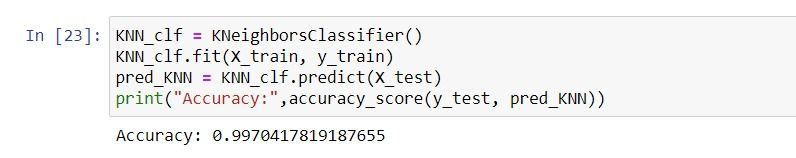 In [23]: KNN_clf = KNeighborsClassifier()
KNN_clf.fit(X_train, y_train)
pred_KNN = KNN_clf.predict(X_test)
print("Accuracy:",accuracy_score(y_test, pred_KNN))
Accuracy: 0.9970417819187655